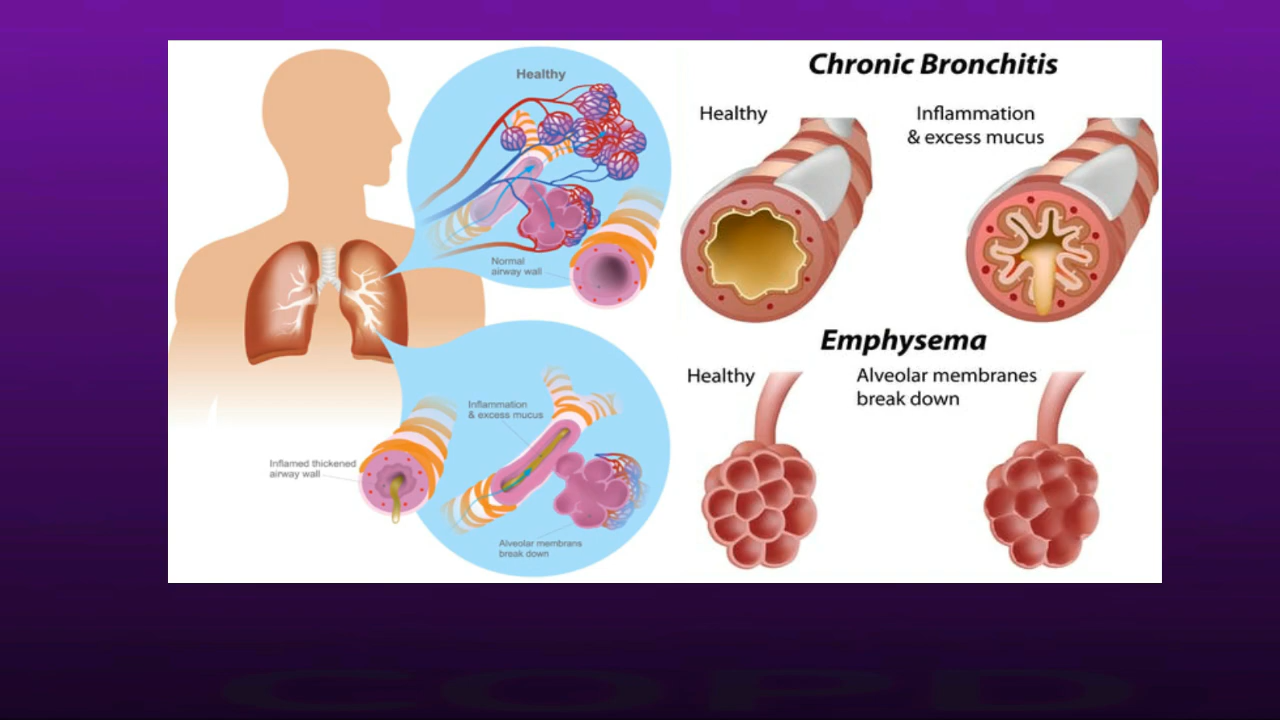 Healthy
Normal
airway wall
Inflammation
& excess mucus
Inflamed thickened
airway wall
Alveolar membrans
break down
Chronic Bronchitis
Healthy
Inflammation
& excess mucus
Emphysema
Healthy
Alveolar membranes
break down
COPD